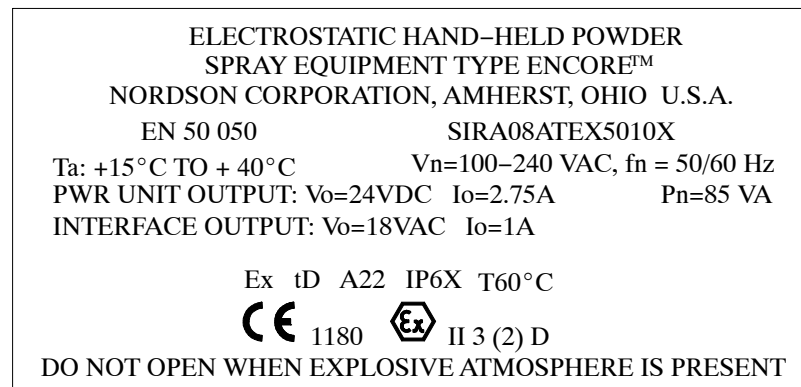 ELECTROSTATIC HAND–HELD POWDER
SPRAY EQUIPMENT TYPE ENCORE™
NORDSON CORPORATION, AMHERST, OHIO U.S.A.
EN 50 050 SIRA08ATEX5010X
Ta: +15°C TO + 40°C Vn=100–240 VAC, fn = 50/60 Hz
PWR UNIT OUTPUT: Vo=24VDC Io=2.75A Pn=85 VA
INTERFACE OUTPUT: Vo=18VAC Io=1A
Ex tD A22 IP6X T60°C
CE 1180 Ex II 3 (2) D
DO NOT OPEN WHEN EXPLOSIVE ATMOSPHERE IS PRESENT